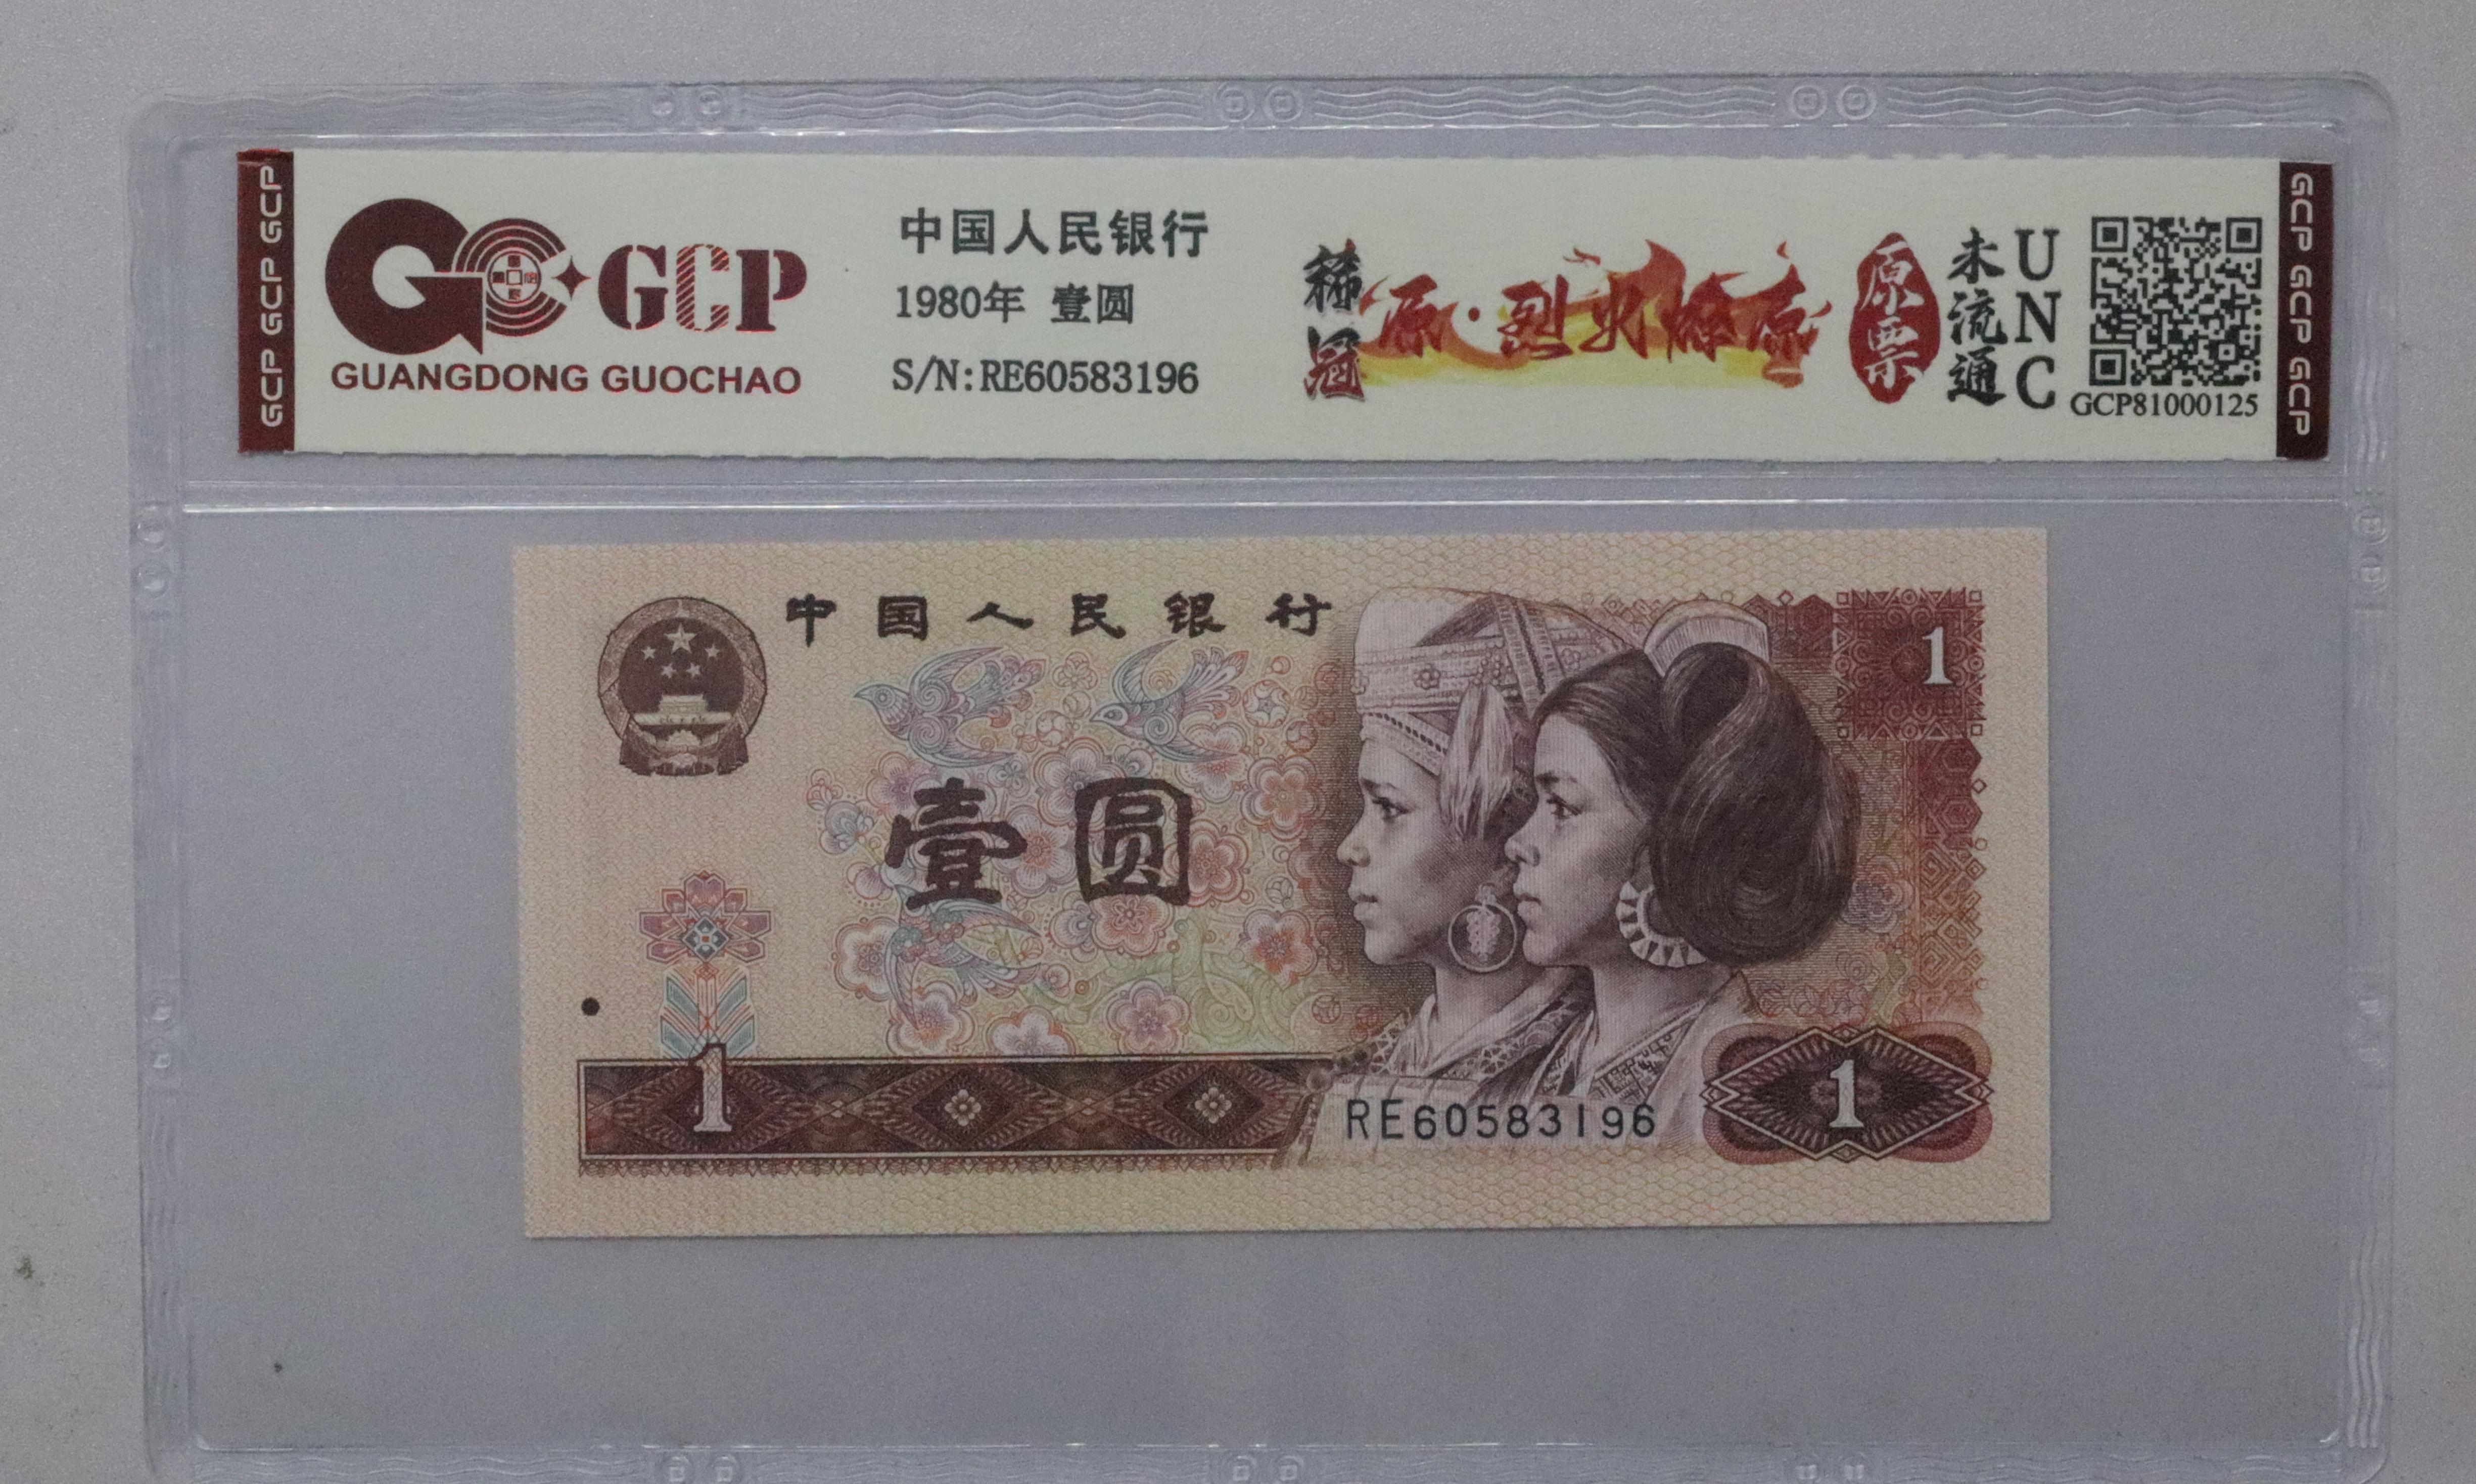 GCP GCP GCP
GCP
GUANGDONG GUOCHAO
中国人民银行
1980年 壹圆
S/N:RE60583196
稀冠
原·烈火燎原
原票
未流通
UNC
GCP81000125
GCP GCP GCP
中国人民银行
1
壹圆
1
RE60583196
1